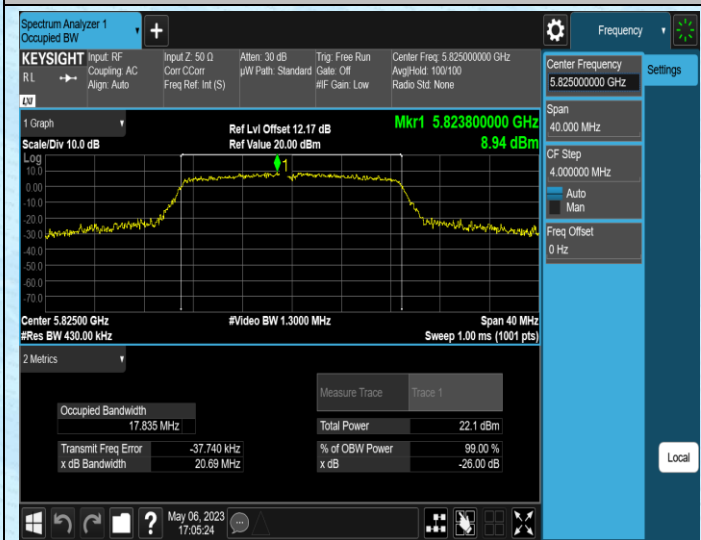 Spectrum Analyzer 1
Occupied BW
Frequency
KEYSIGHT
R L
LXI
Input: RF
Coupling: AC
Align: Auto
Input Z: 50 Ω
Corr CCorr
Freq Ref: Int (S)
Atten: 30 dB
µW Path: Standard
Trig: Free Run
Gate: Off
#IF Gain: Low
Center Freq: 5.825000000 GHz
Avg|Hold: 100/100
Radio Std: None
Center Frequency
5.825000000 GHz
Settings
Span
40.000 MHz
CF Step
4.000000 MHz
Auto
Man
Freq Offset
0 Hz
Local
1 Graph
Scale/Div 10.0 dB
Ref Lvl Offset 12.17 dB
Ref Value 20.00 dBm
Mkr1 5.823800000 GHz
8.94 dBm
Log
10.0
0.00
-10.0
-20.0
-30.0
-40.0
-50.0
-60.0
-70.0
1
Center 5.82500 GHz
#Res BW 430.00 kHz
#Video BW 1.3000 MHz
Span 40 MHz
Sweep 1.00 ms (1001 pts)
2 Metrics
Measure Trace
Trace 1
Occupied Bandwidth
17.835 MHz
Total Power
22.1 dBm
Transmit Freq Error
-37.740 kHz
% of OBW Power
99.00 %
x dB Bandwidth
20.69 MHz
x dB
-26.00 dB
?
May 06, 2023
17:05:24